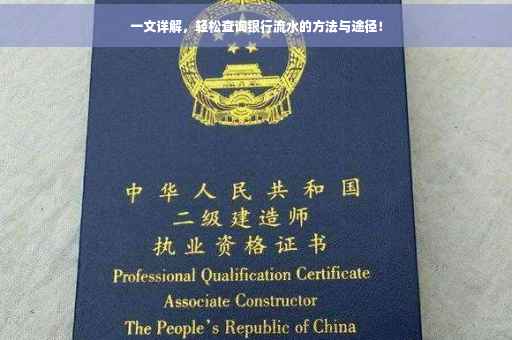 一文详解，轻松查询银行流水的方法与途径！
中华人民共和国
二级建造师
执业资格证书
Professional Qualification Certificate
Associate Constructor
The People's Republic of China